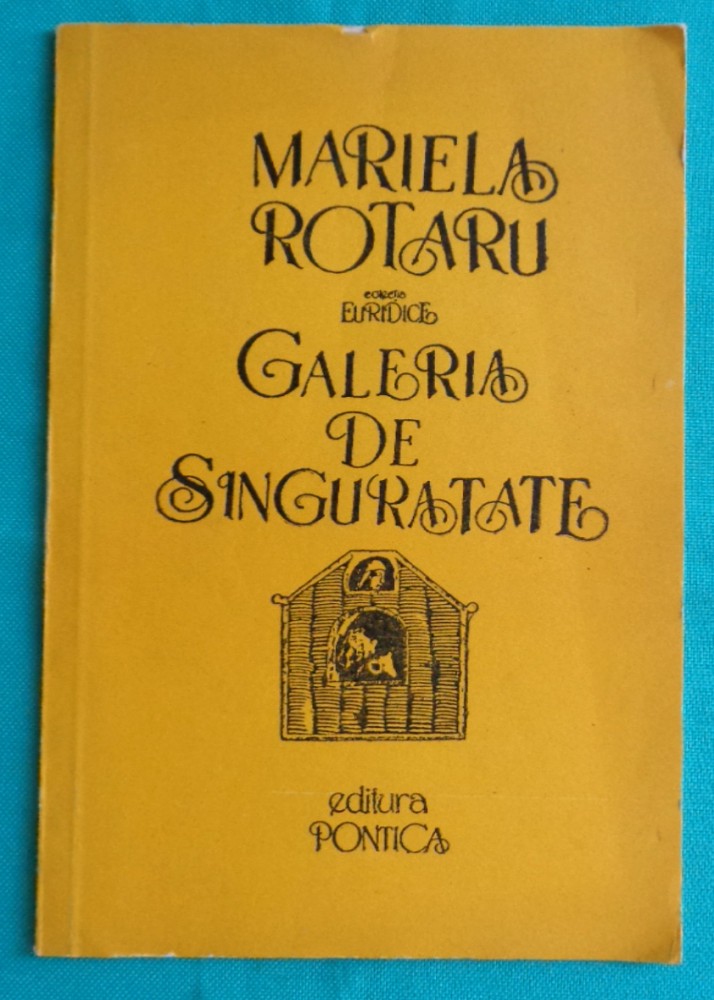 MARIELA
ROTARU
colecția
EURIDICE
GALERIA
DE
SINGURATATE
editura
PONTICA